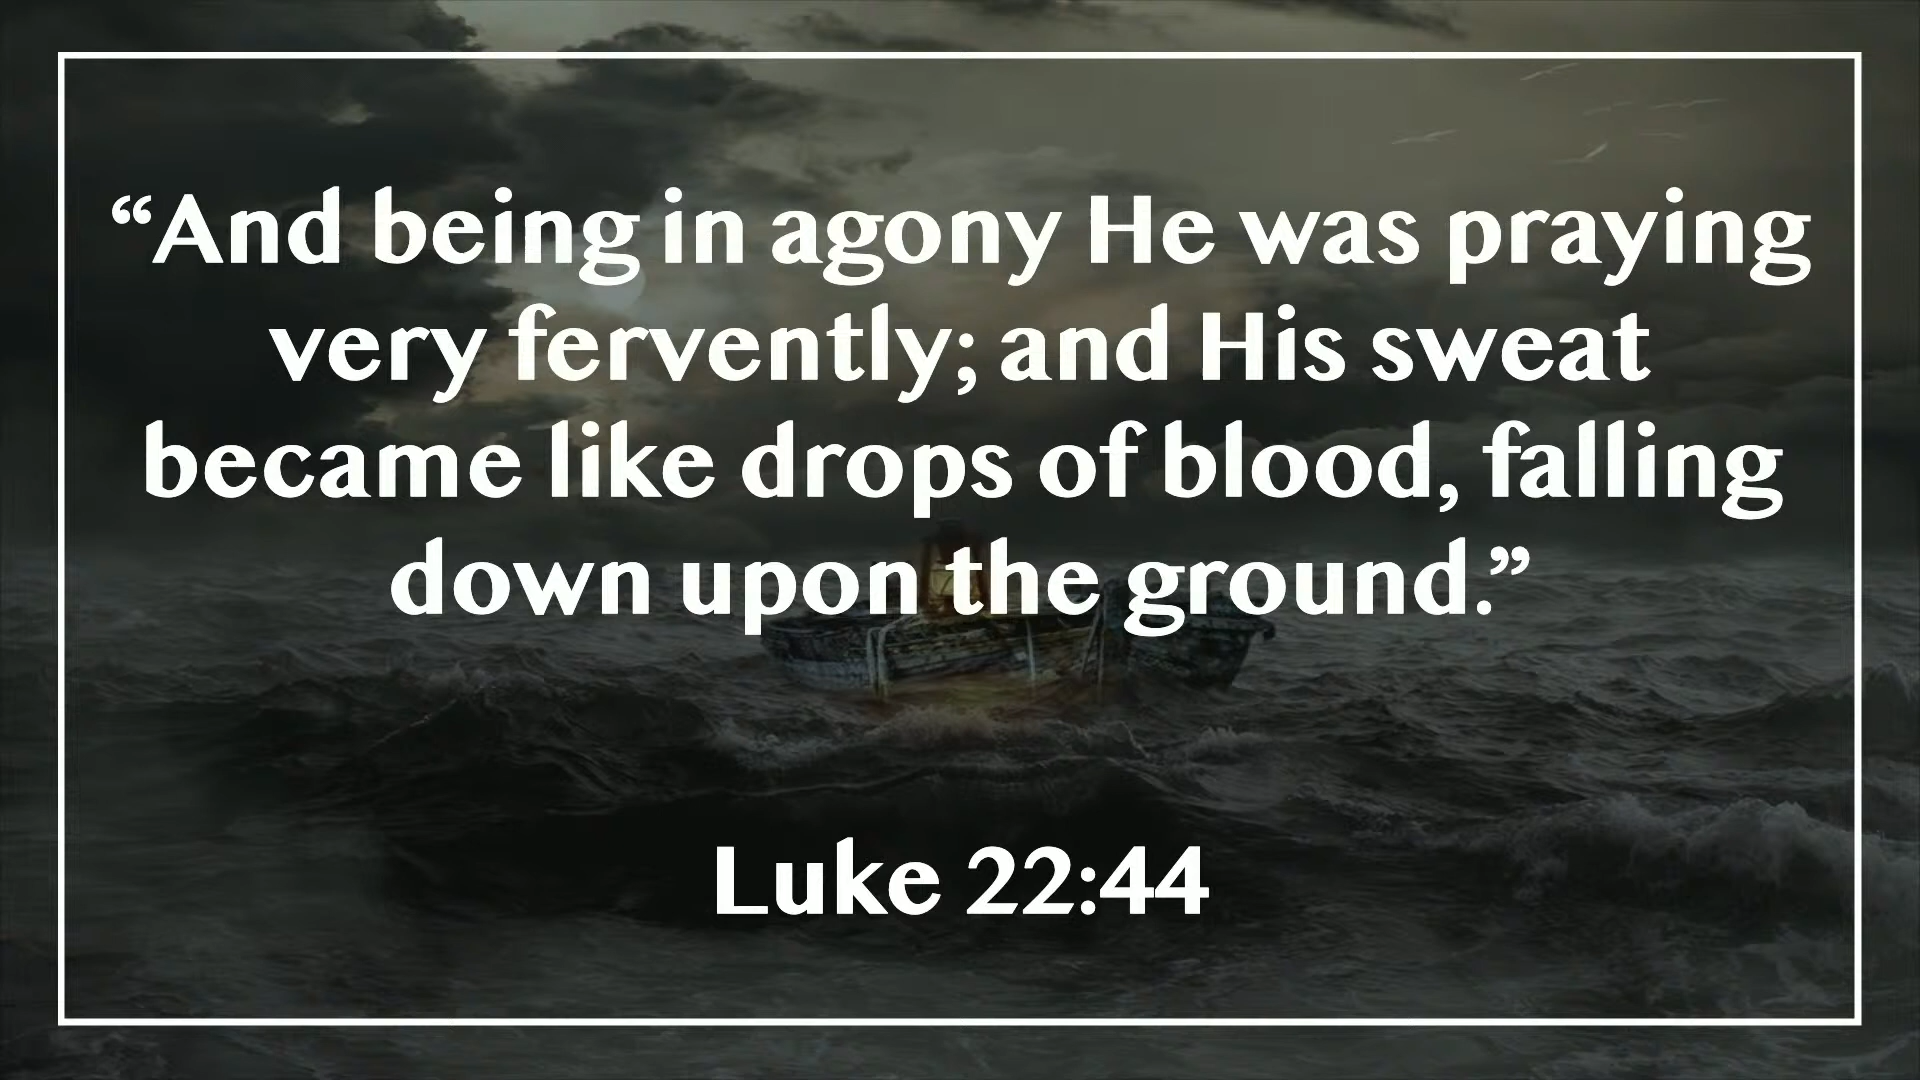 “And being in agony He was praying
very fervently; and His sweat
became like drops of blood, falling
down upon the ground.”
Luke 22:44